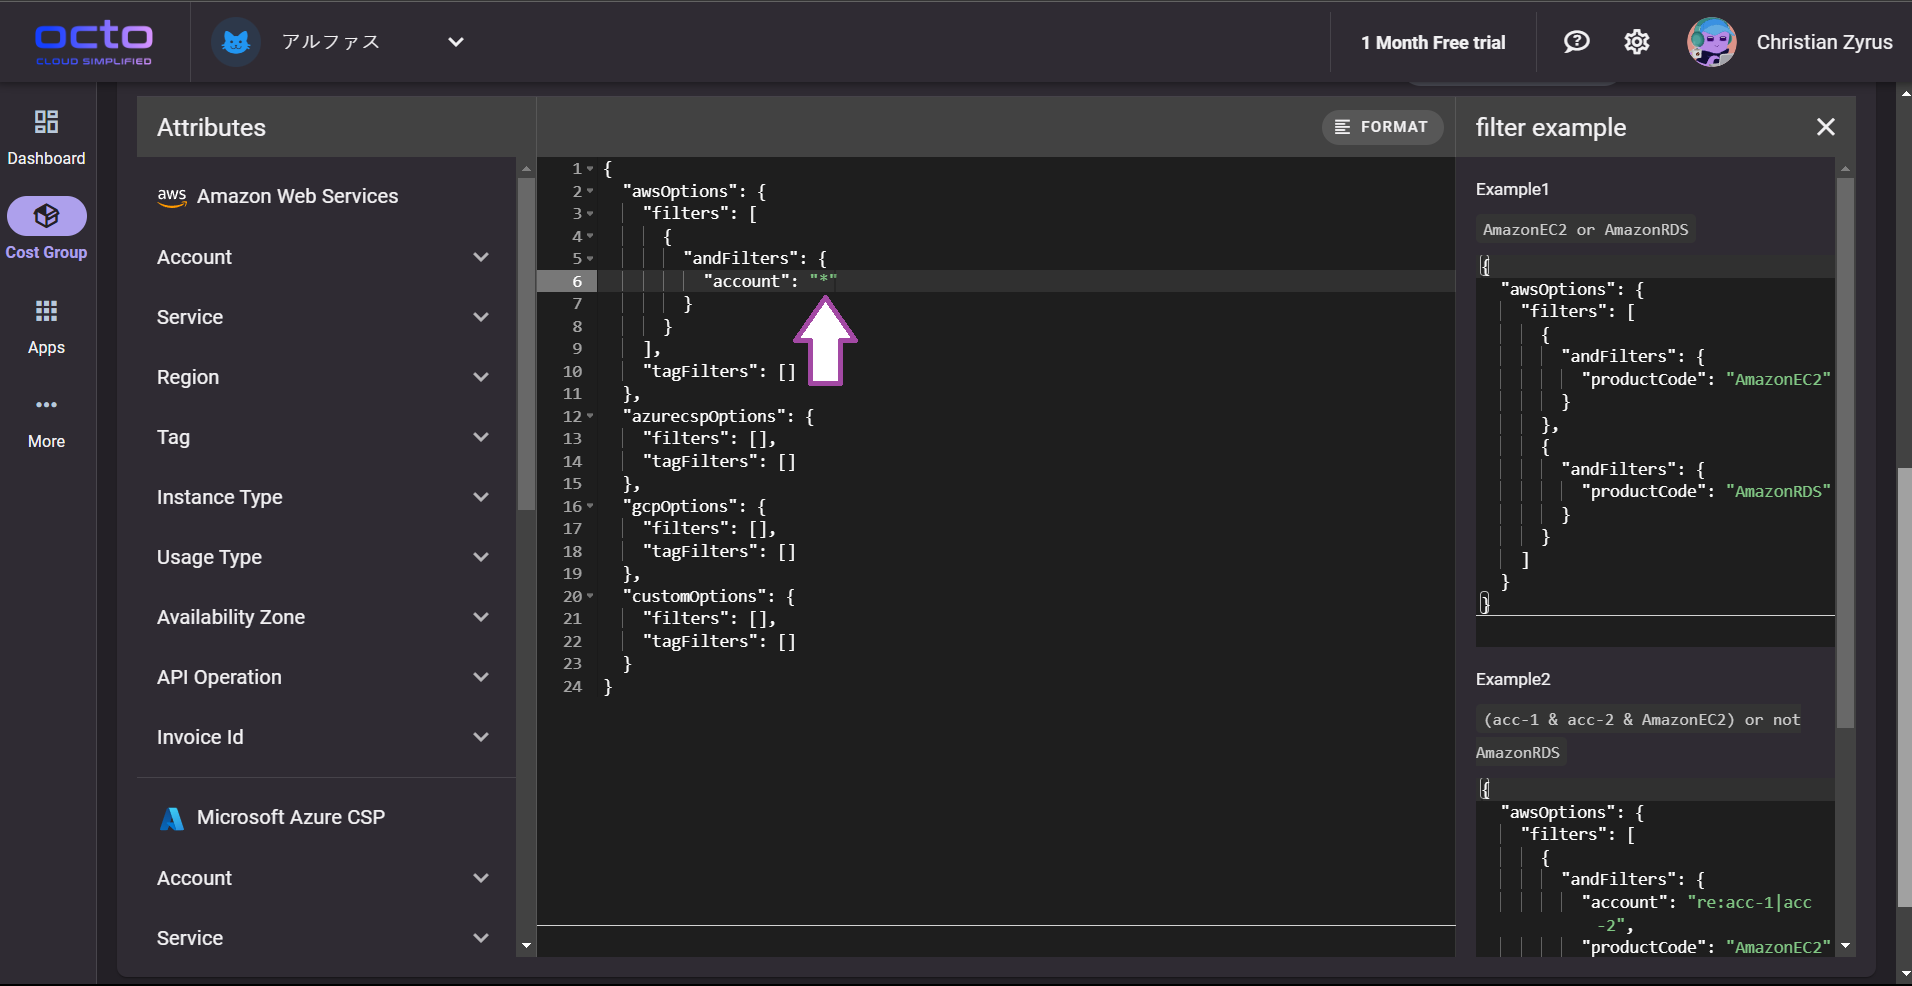 octo
CLOUD SIMPLIFIED
アルファス
1 Month Free trial
Christian Zyrus
Dashboard
Cost Group
Apps
More
Attributes
aws Amazon Web Services
Account
Service
Region
Tag
Instance Type
Usage Type
Availability Zone
API Operation
Invoice Id
Microsoft Azure CSP
Account
Service
FORMAT
1 {
2 "awsOptions": {
3 "filters": [
4 {
5 "andFilters": {
6 "account": "*"
7 }
8 }
9 ],
10 "tagFilters": []
11 },
12 "azurecspOptions": {
13 "filters": [],
14 "tagFilters": []
15 },
16 "gcpOptions": {
17 "filters": [],
18 "tagFilters": []
19 },
20 "customOptions": {
21 "filters": [],
22 "tagFilters": []
23 }
24 }
filter example
Example1
AmazonEC2 or AmazonRDS
{
"awsOptions": {
"filters": [
{
"andFilters": {
"productCode": "AmazonEC2"
}
},
{
"andFilters": {
"productCode": "AmazonRDS"
}
}
]
}
}
Example2
(acc-1 & acc-2 & AmazonEC2) or not
AmazonRDS
{
"awsOptions": {
"filters": [
{
"andFilters": {
"account": "re:acc-1|acc
-2",
"productCode": "AmazonEC2"